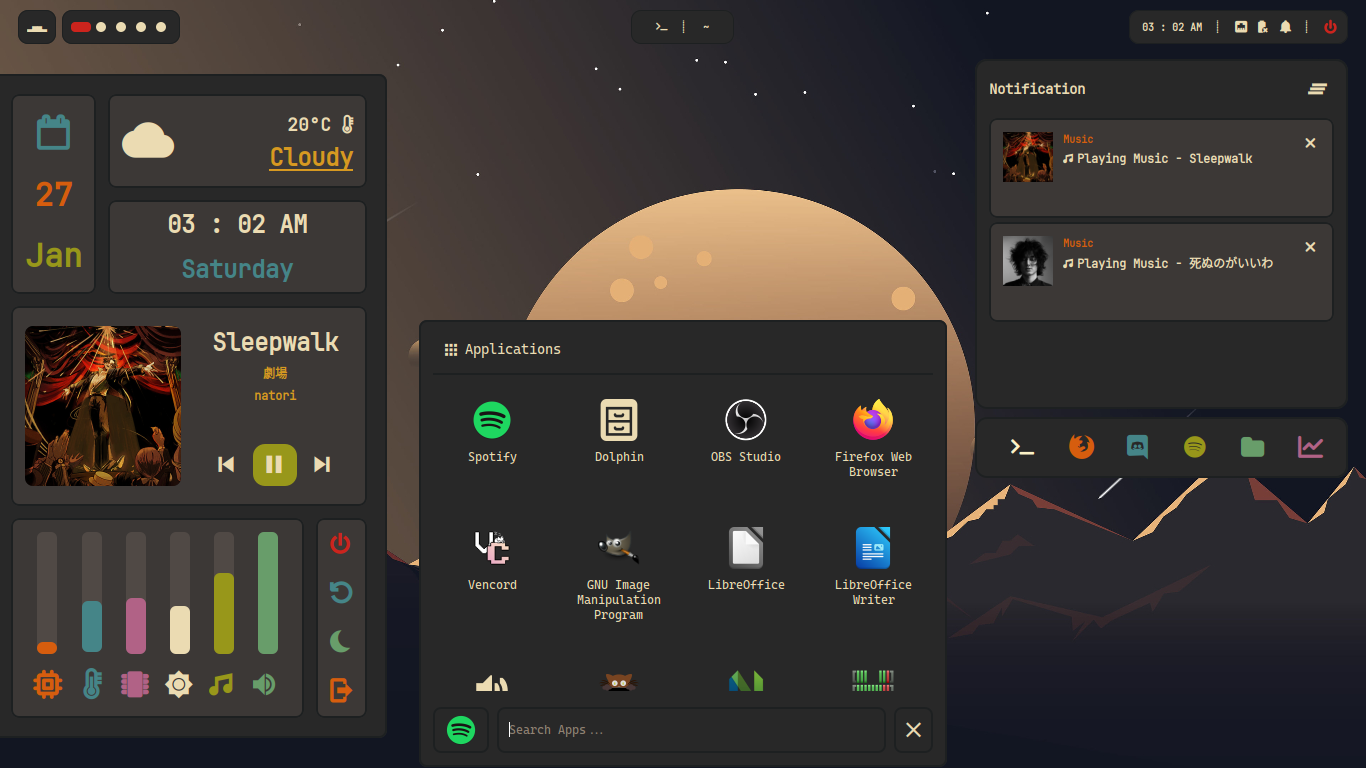 ~
03 : 02 AM
27
Jan
20°C
Cloudy
03 : 02 AM
Saturday
Sleepwalk
劇場
natori
Applications
Spotify
Dolphin
OBS Studio
Firefox Web
Browser
Vencord
GNU Image
Manipulation
Program
LibreOffice
LibreOffice
Writer
Search Apps ...
Notification
Music
Playing Music - Sleepwalk
Music
Playing Music - 死ぬのがいいわ